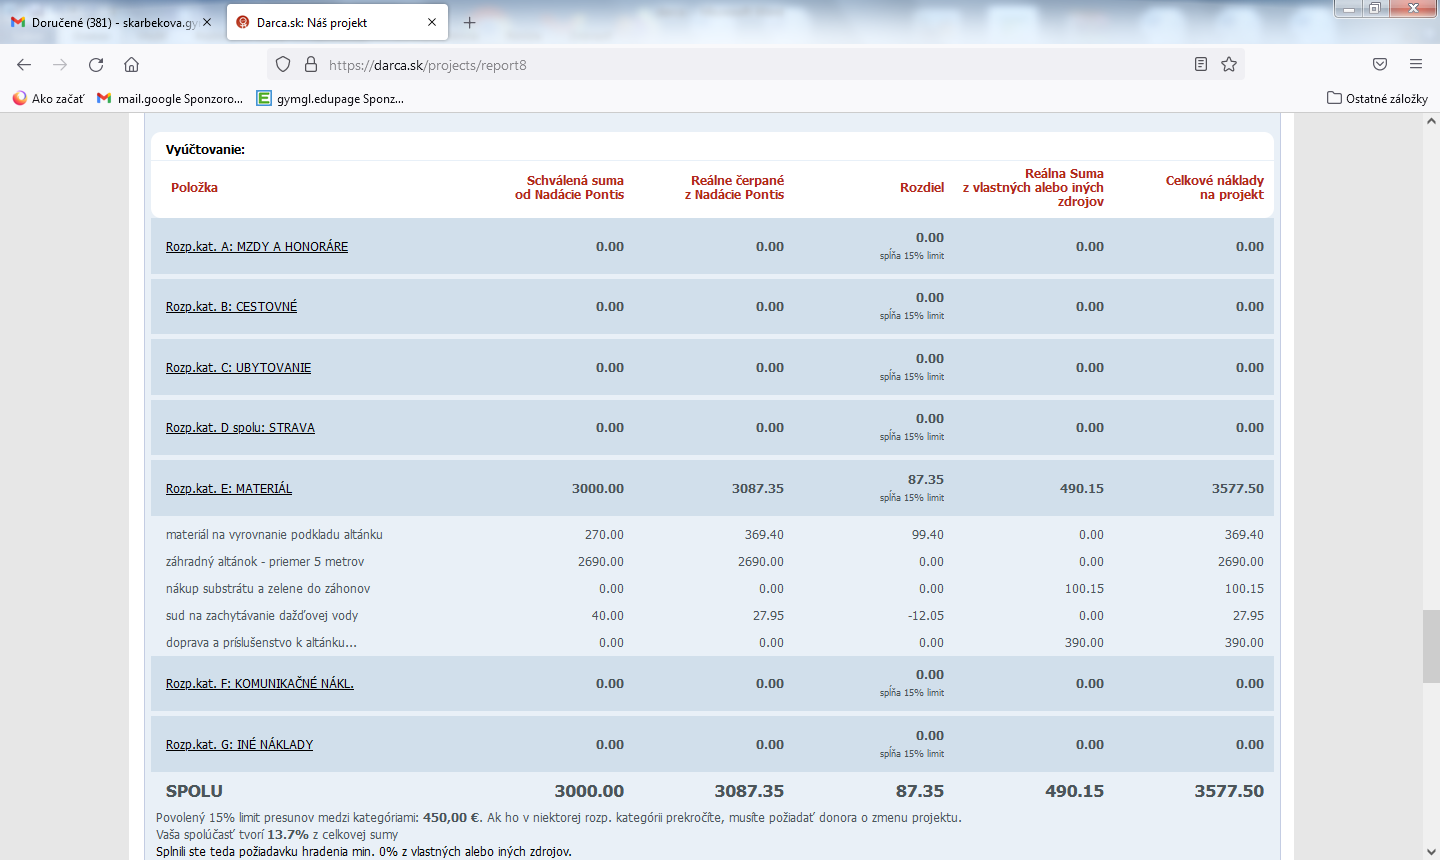 Doručené (381) - skarbekova.gy
Darca.sk: Náš projekt
https://darca.sk/projects/report8
Ako začať mail.google Sponzoro... gymgl.edupage Sponz... Ostatné záložky
Vyúčtovanie:
Položka Schválená suma od Nadácie Pontis Reálne čerpané z Nadácie Pontis Rozdiel Reálna Suma z vlastných alebo iných zdrojov Celkové náklady na projekt
Rozp.kat. A: MZDY A HONORÁRE 0.00 0.00 0.00 0.00 0.00
spĺňa 15% limit
Rozp.kat. B: CESTOVNÉ 0.00 0.00 0.00 0.00 0.00
spĺňa 15% limit
Rozp.kat. C: UBYTOVANIE 0.00 0.00 0.00 0.00 0.00
spĺňa 15% limit
Rozp.kat. D spolu: STRAVA 0.00 0.00 0.00 0.00 0.00
spĺňa 15% limit
Rozp.kat. E: MATERIÁL 3000.00 3087.35 87.35 490.15 3577.50
spĺňa 15% limit
materiál na vyrovnanie podkladu altánku 270.00 369.40 99.40 0.00 369.40
záhradný altánok - priemer 5 metrov 2690.00 2690.00 0.00 0.00 2690.00
nákup substrátu a zelene do záhonov 0.00 0.00 0.00 100.15 100.15
sud na zachytávanie dažďovej vody 40.00 27.95 -12.05 0.00 27.95
doprava a príslušenstvo k altánku... 0.00 0.00 0.00 390.00 390.00
Rozp.kat. F: KOMUNIKAČNÉ NÁKL. 0.00 0.00 0.00 0.00 0.00
spĺňa 15% limit
Rozp.kat. G: INÉ NÁKLADY 0.00 0.00 0.00 0.00 0.00
spĺňa 15% limit
SPOLU 3000.00 3087.35 87.35 490.15 3577.50
Povolený 15% limit presunov medzi kategóriami: 450,00 €. Ak ho v niektorej rozp. kategórii prekročíte, musíte požiadať donora o zmenu projektu.
Vaša spolúčasť tvorí 13.7% z celkovej sumy
Splnili ste teda požiadavku hradenia min. 0% z vlastných alebo iných zdrojov.